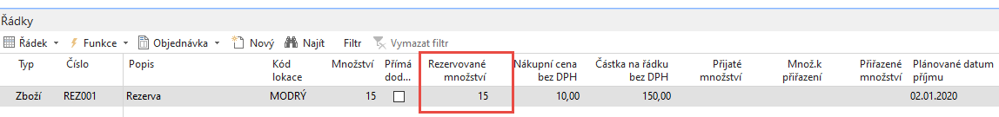 Řádky
Řádek Funkce Objednávka Nový Najít Filtr Vymazat filtr
Typ Číslo Popis Kód lokace Množství Přímá dod... Rezervované množství Nákupní cena bez DPH Částka na řádku bez DPH Přijaté množství Množ.k přiřazení Přiřazené množství Plánované datum příjmu
Zboží REZ001 Rezerva MODRÝ 15 15 10,00 150,00 02.01.2020